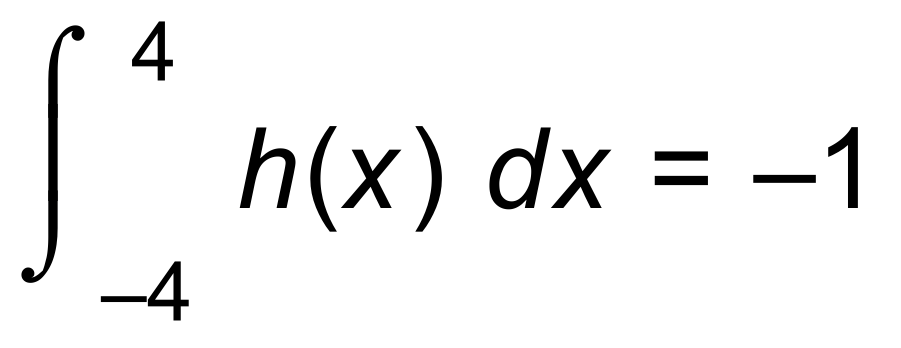 ∫ 4 –4 h(x) dx = –1